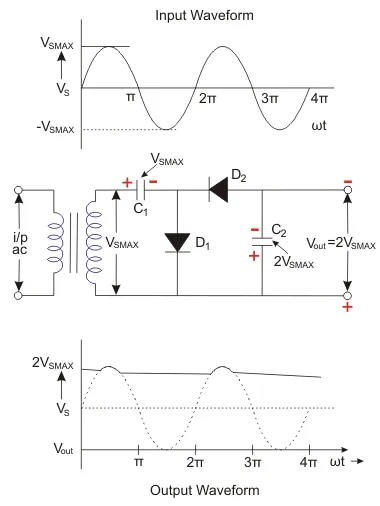 Input Waveform
VSMAX
VS
π 2π 3π 4π
-VSMAX
ωt
VSMAX
+ -
C1
D2
-
i/p
ac
VSMAX
D1
-
C2
+
2VSMAX
Vout=2VSMAX
+
2VSMAX
VS
Vout
π 2π 3π 4π ωt
Output Waveform